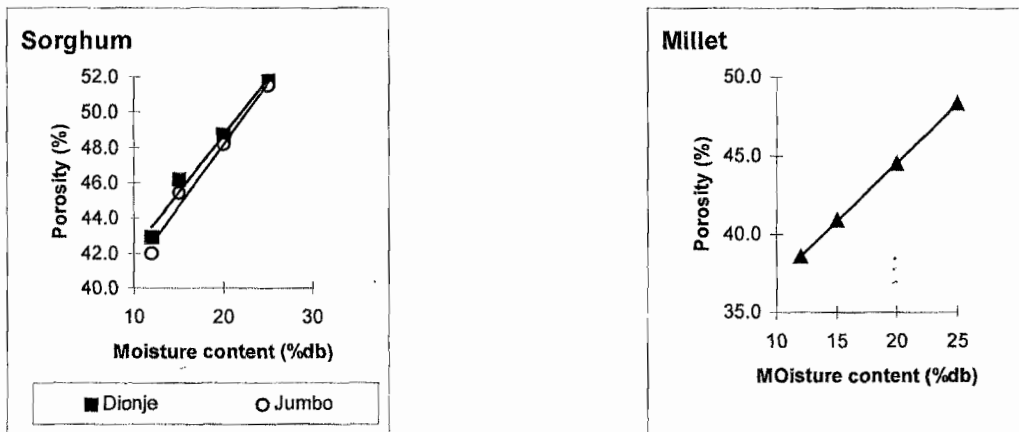 Sorghum
52.0
50.0
48.0
46.0
44.0
42.0
40.0
Porosity (%)
10 20 30
Moisture content (%db)
Dionje Jumbo
Millet
50.0
45.0
40.0
35.0
Porosity (%)
10 15 20 25
MOisture content (%db)